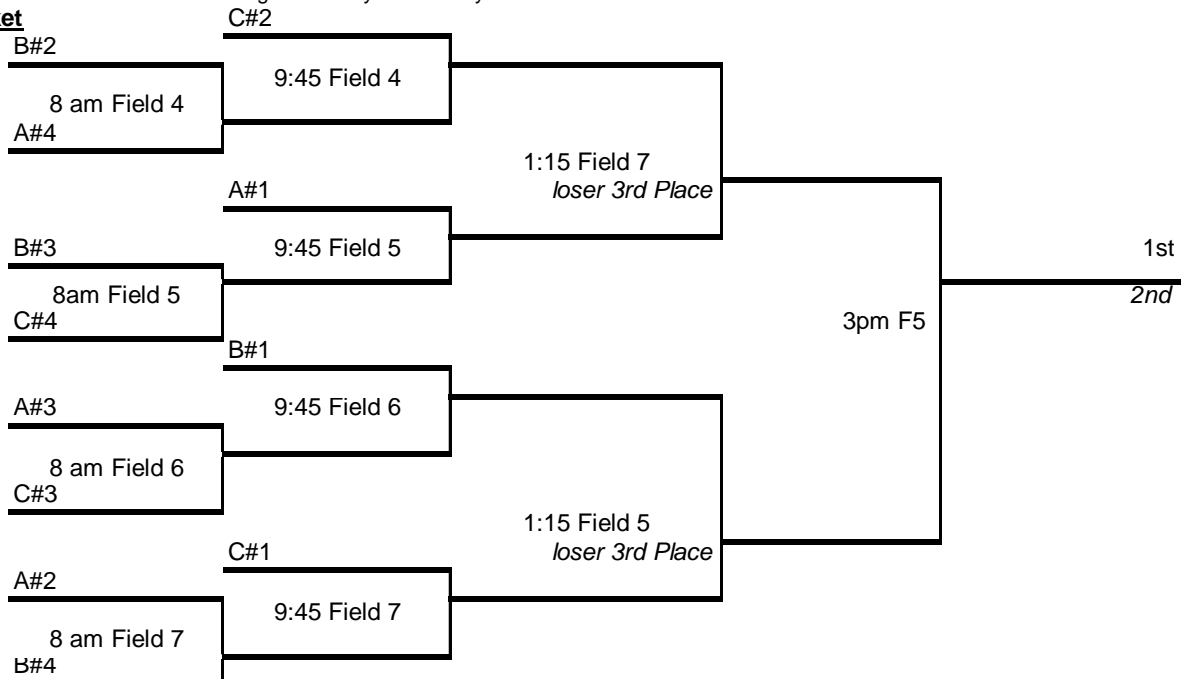 C#2
B#2
9:45 Field 4
8 am Field 4
A#4
1:15 Field 7
loser 3rd Place
A#1
B#3
9:45 Field 5
1st
8am Field 5
2nd
C#4
3pm F5
B#1
A#3
9:45 Field 6
8 am Field 6
C#3
1:15 Field 5
loser 3rd Place
C#1
A#2
9:45 Field 7
8 am Field 7
B#4